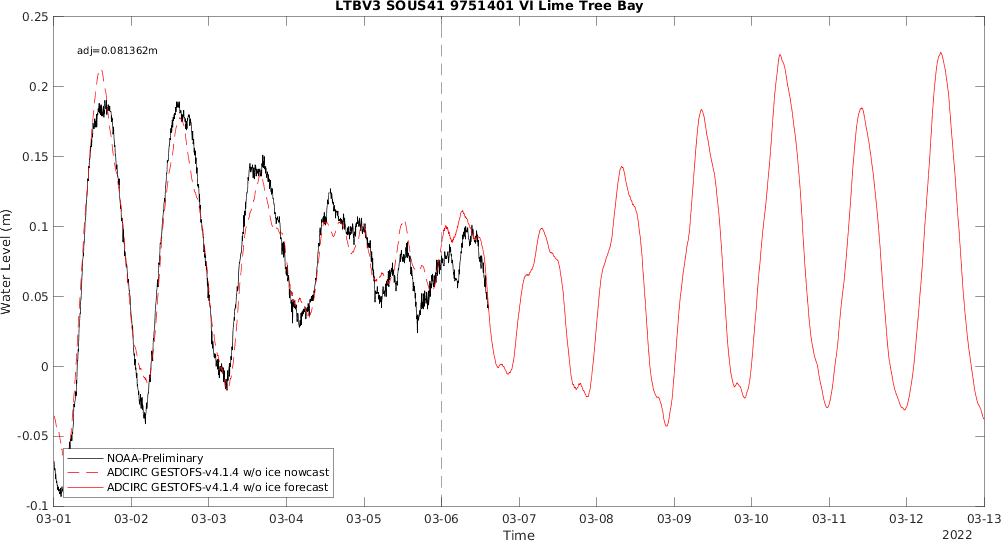 LTBV3 SOUS41 9751401 VI Lime Tree Bay
adj=0.081362m
0.25
0.2
0.15
0.1
0.05
0
-0.05
-0.1
Water Level (m)
NOAA-Preliminary
ADCIRC GESTOFS-v4.1.4 w/o ice nowcast
ADCIRC GESTOFS-v4.1.4 w/o ice forecast
03-01 03-02 03-03 03-04 03-05 03-06 03-07 03-08 03-09 03-10 03-11 03-12 03-13
Time
2022